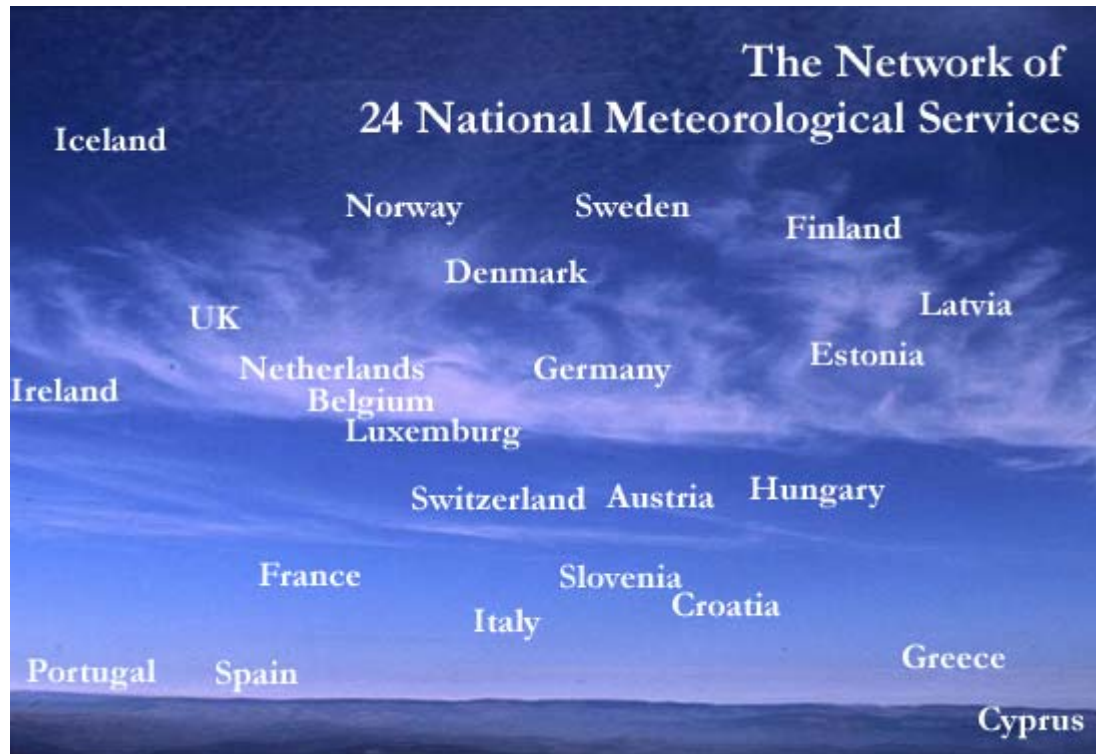 The Network of
24 National Meteorological Services
Iceland
Norway Sweden
Finland
Denmark
Latvia
UK
Estonia
Netherlands Germany
Ireland
Belgium
Luxemburg
Switzerland Austria Hungary
France Slovenia
Croatia
Italy
Greece
Portugal Spain
Cyprus